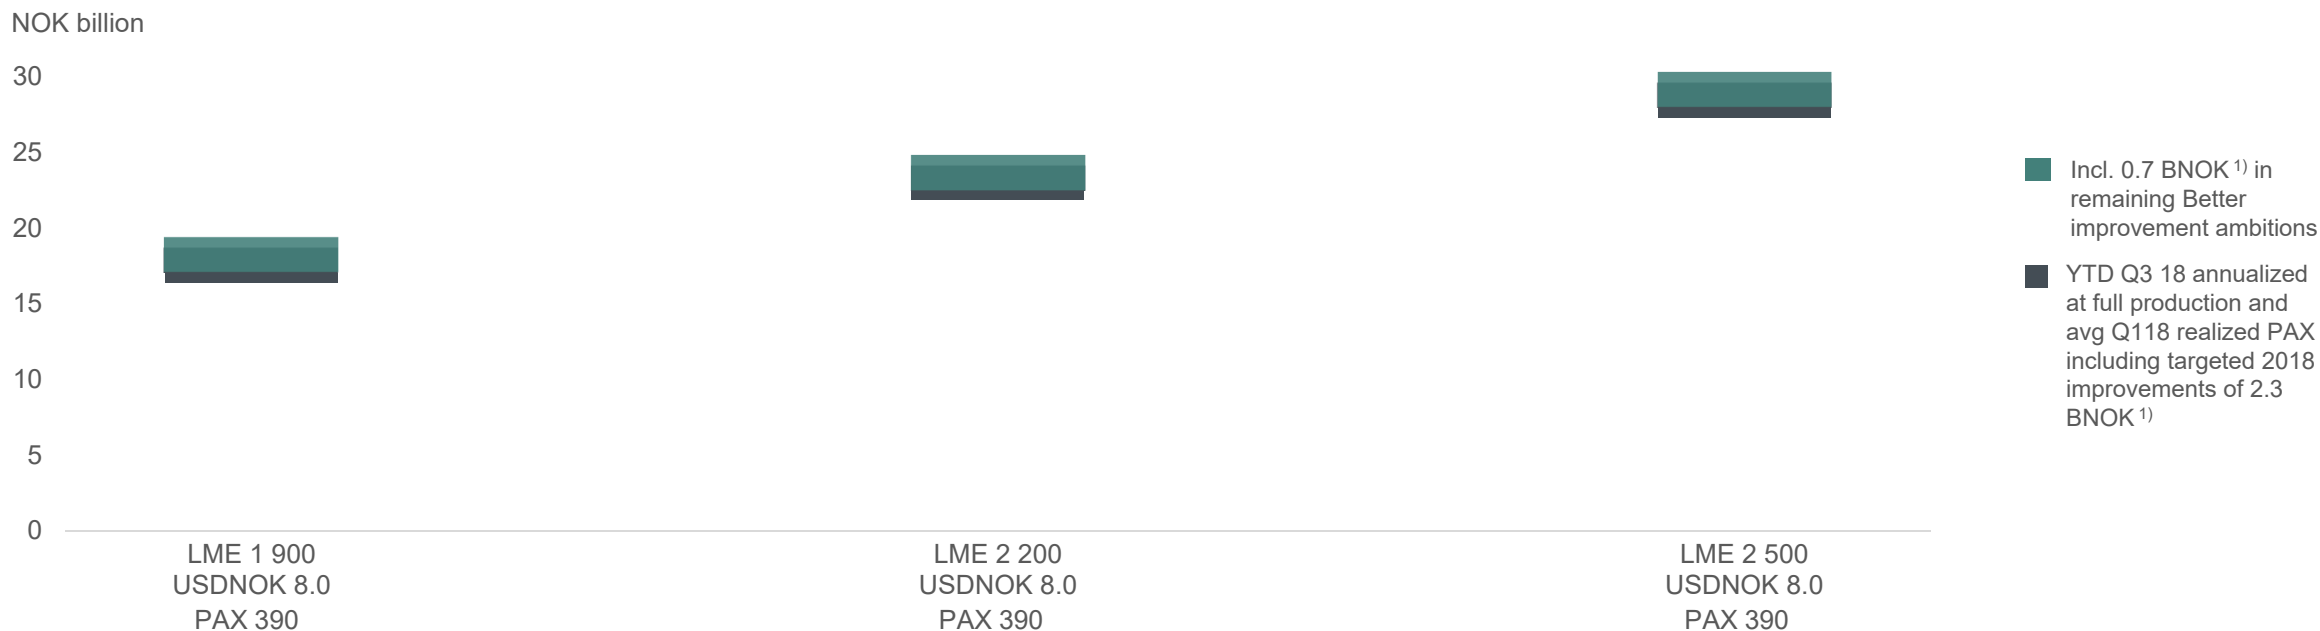 NOK billion
30
25
20
15
10
5
0
LME 1 900
USDNOK 8.0
PAX 390
LME 2 200
USDNOK 8.0
PAX 390
LME 2 500
USDNOK 8.0
PAX 390
Incl. 0.7 BNOK 1) in
remaining Better
improvement ambitions
YTD Q3 18 annualized
at full production and
avg Q118 realized PAX
including targeted 2018
improvements of 2.3
BNOK 1)